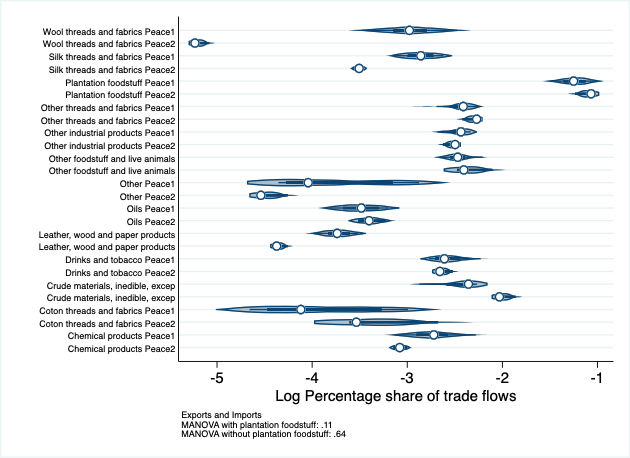 Wool threads and fabrics Peace1
Wool threads and fabrics Peace2
Silk threads and fabrics Peace1
Silk threads and fabrics Peace2
Plantation foodstuff Peace1
Plantation foodstuff Peace2
Other threads and fabrics Peace1
Other threads and fabrics Peace2
Other industrial products Peace1
Other industrial products Peace2
Other foodstuff and live animals
Other foodstuff and live animals
Other Peace1
Other Peace2
Oils Peace1
Oils Peace2
Leather, wood and paper products
Leather, wood and paper products
Drinks and tobacco Peace1
Drinks and tobacco Peace2
Crude materials, inedible, excep
Crude materials, inedible, excep
Coton threads and fabrics Peace1
Coton threads and fabrics Peace2
Chemical products Peace1
Chemical products Peace2
-5 -4 -3 -2 -1
Log Percentage share of trade flows
Exports and Imports
MANOVA with plantation foodstuff: .11
MANOVA without plantation foodstuff: .64